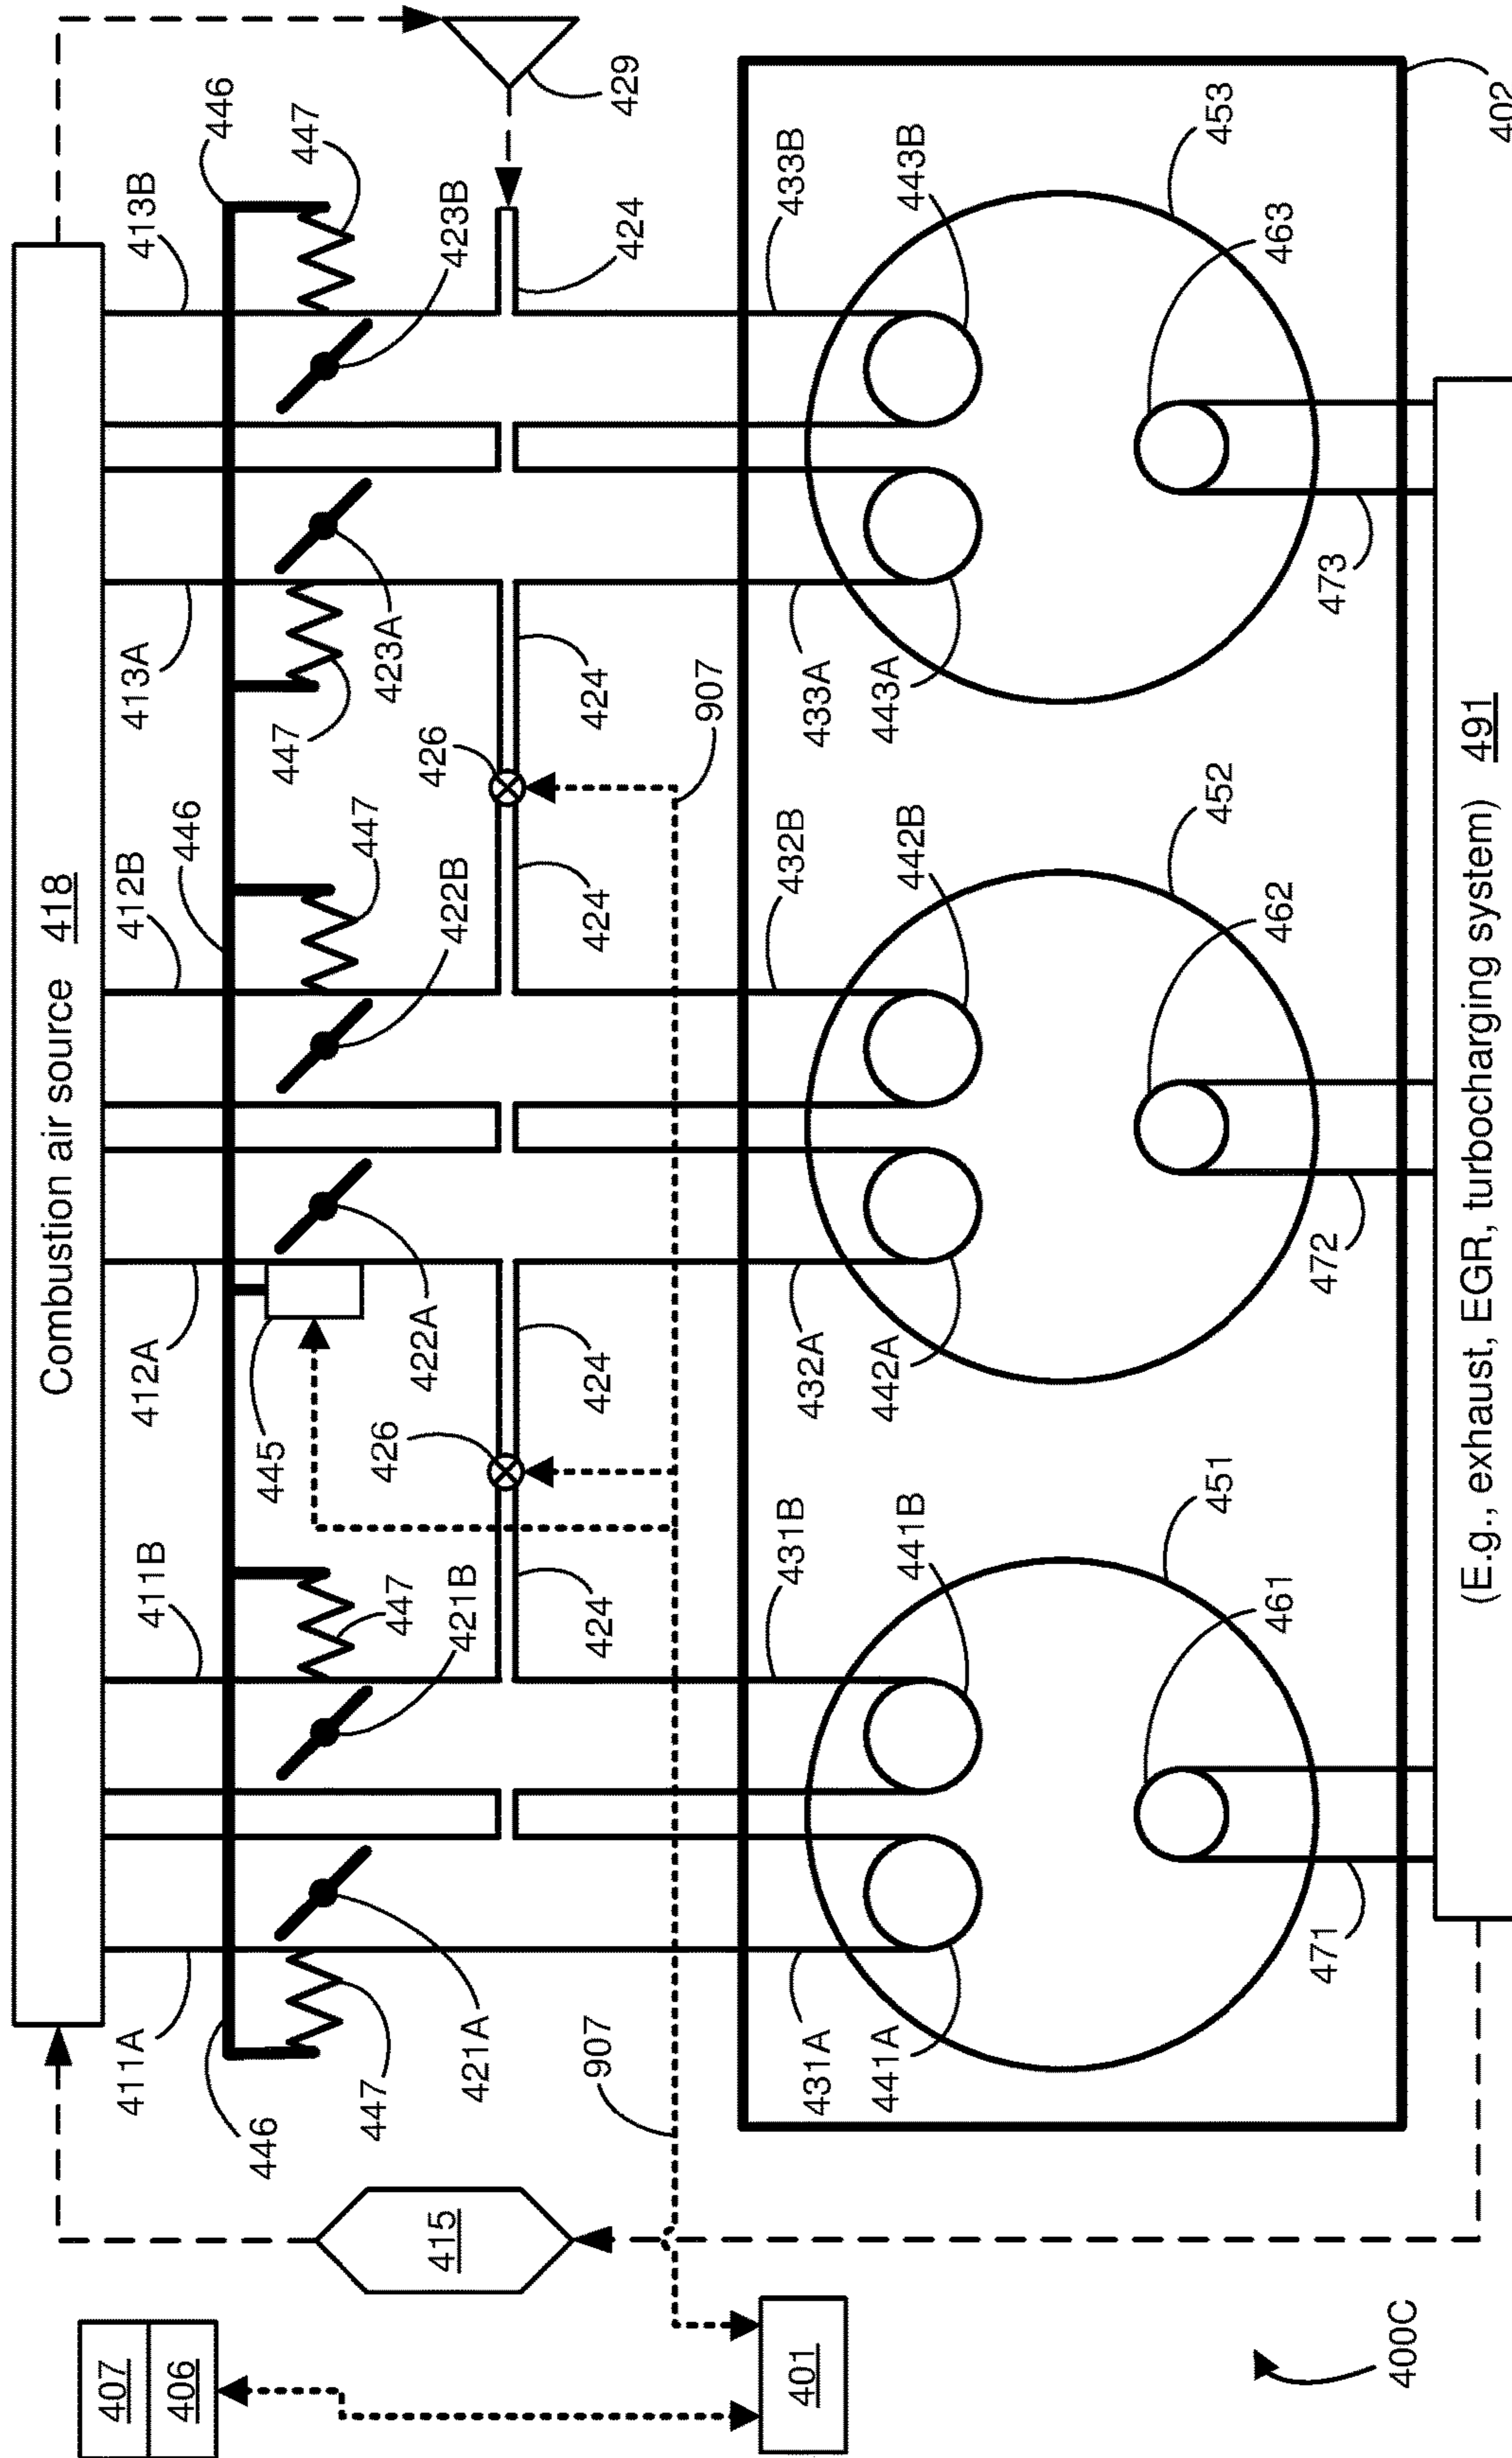 Combustion air source 418
446
447
413B
423B
429
424
413A
447
423A
424
426
907
433B
443B
453
463
402
433A
443A
473
412B
446
447
422B
424
432B
442B
452
462
412A
445
422A
426
424
432A
442A
472
411B
447
421B
424
431B
441B
451
461
411A
446
447
421A
907
431A
441A
471
415
407
406
401
400C
(E.g., exhaust, EGR, turbocharging system) 491